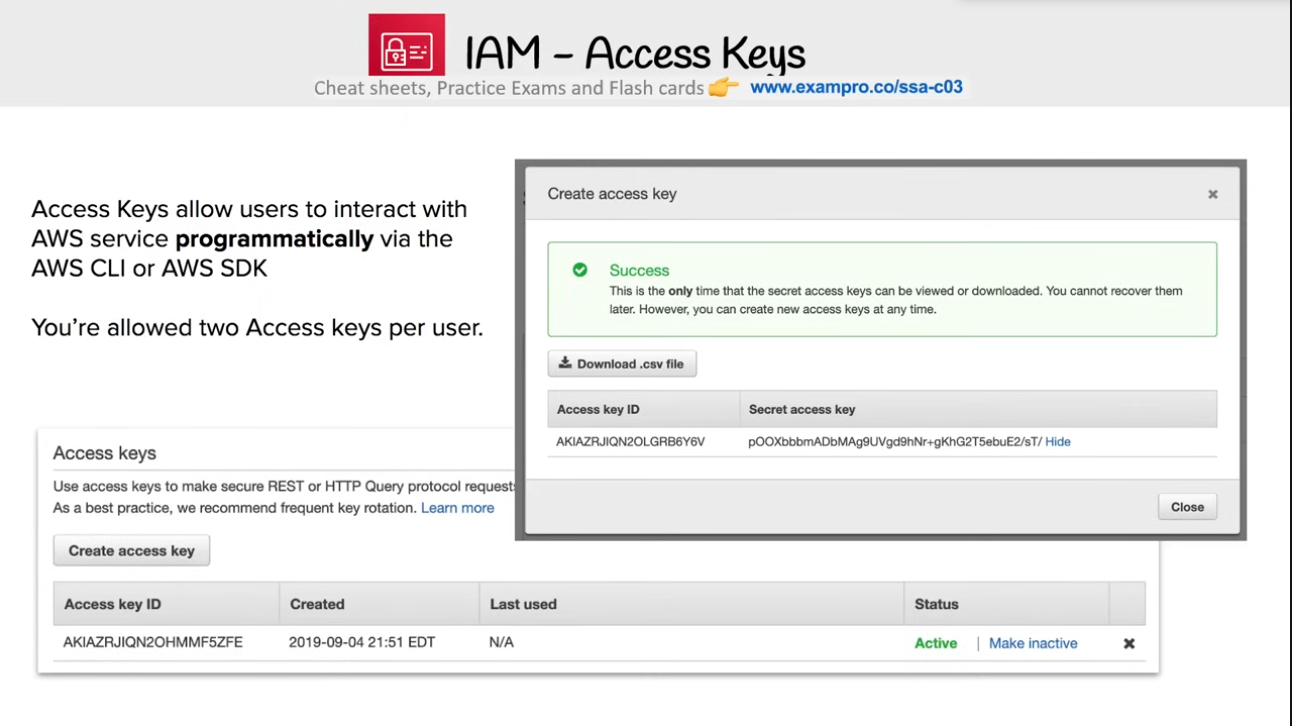 IAM – Access Keys
Cheat sheets, Practice Exams and Flash cards 👉 www.exampro.co/ssa-c03
Access Keys allow users to interact with
AWS service programmatically via the
AWS CLI or AWS SDK
You're allowed two Access keys per user.
Create access key
Success
This is the only time that the secret access keys can be viewed or downloaded. You cannot recover them
later. However, you can create new access keys at any time.
Download .csv file
Access key ID Secret access key
AKIAZRJIQN2OLGRB6Y6V pOOXbbbmADbMAg9UVgd9hNr+gKhG2T5ebuE2/sT/ Hide
Close
Access keys
Use access keys to make secure REST or HTTP Query protocol requests
As a best practice, we recommend frequent key rotation. Learn more
Create access key
Access key ID Created Last used Status
AKIAZRJIQN2OHMMF5ZFE 2019-09-04 21:51 EDT N/A Active | Make inactive